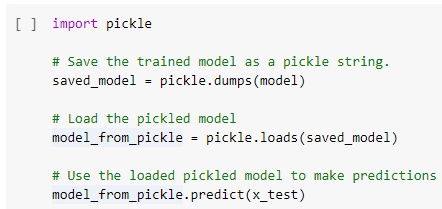 [ ] import pickle
# Save the trained model as a pickle string.
saved_model = pickle.dumps(model)
# Load the pickled model
model_from_pickle = pickle.loads(saved_model)
# Use the loaded pickled model to make predictions
model_from_pickle.predict(x_test)